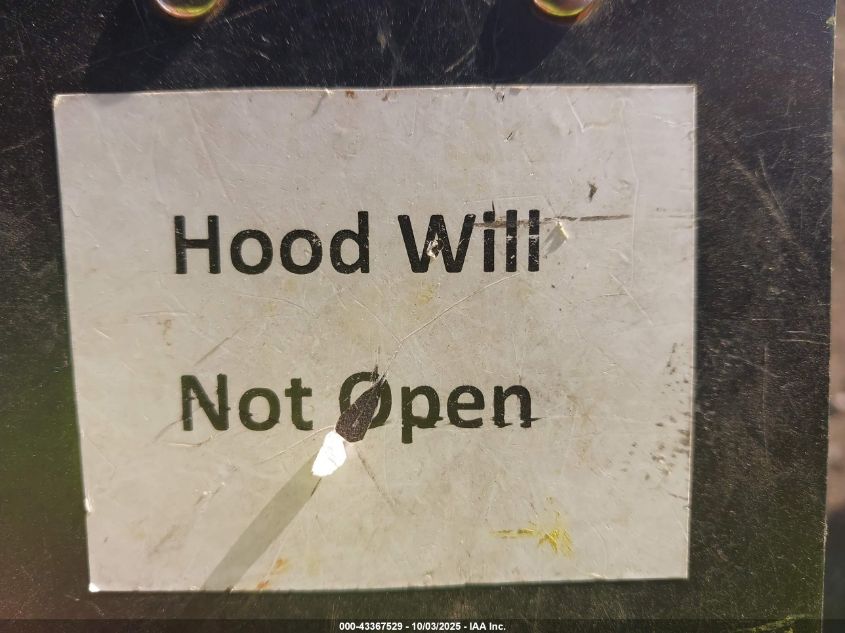 Hood Will
Not Open
000-43367529 - 10/03/2025 - IAA Inc.